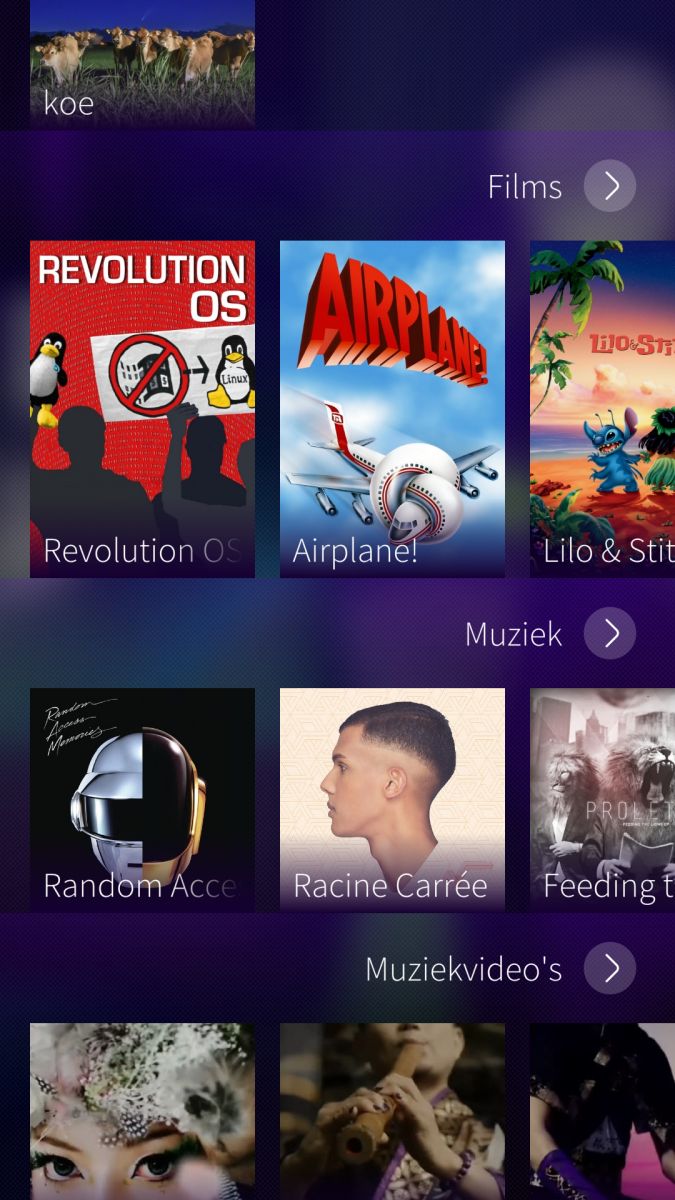 koe
Films
REVOLUTION
OS
Linux
Revolution OS
AIRPLANE!
Airplane!
Lilo & Sti
Lilo & Stit
Muziek
Random
Access
Memories
Random Acce
Racine Carrée
PROLET
Feeding t
Muziekvideo's